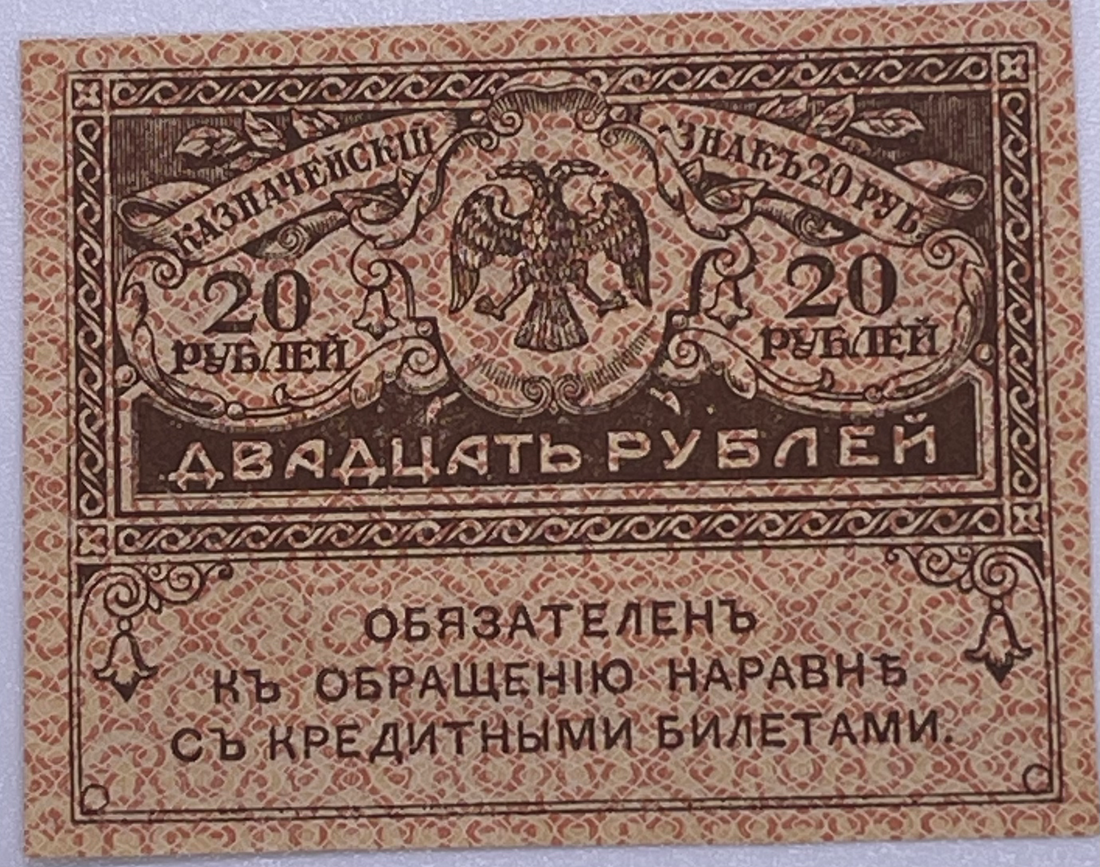 КАЗНАЧЕЙСКІЙ ЗНАКЪ 20 РУБ.
20 20
РУБЛЕЙ РУБЛЕЙ
ДВАДЦАТЬ РУБЛЕЙ
ОБЯЗАТЕЛЕНЪ
КЪ ОБРАЩЕНІЮ НАРАВНѢ
СЪ КРЕДИТНЫМИ БИЛЕТАМИ.